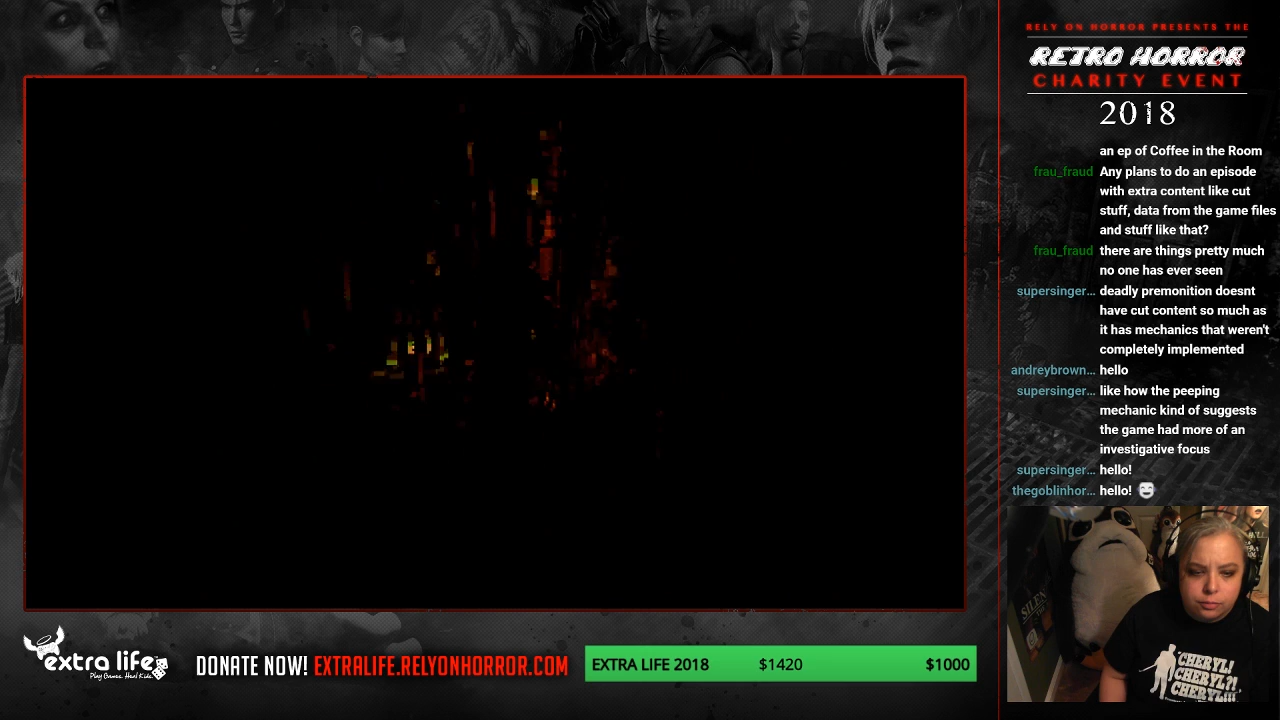 RELY ON HORROR PRESENTS THE
RETRO HORROR
CHARITY EVENT
2018
an ep of Coffee in the Room
frau_fraud Any plans to do an episode
with extra content like cut
stuff, data from the game files
and stuff like that?
frau_fraud there are things pretty much
no one has ever seen
supersinger… deadly premonition doesnt
have cut content so much as
it has mechanics that weren't
completely implemented
andreybrown… hello
supersinger… like how the peeping
mechanic kind of suggests
the game had more of an
investigative focus
supersinger… hello!
thegoblinhor… hello!
SILEN
CHERYL!
CHERYL?!
CHERYL!!!
extra life
Play Games. Heal Kids.
DONATE NOW! EXTRALIFE.RELYONHORROR.COM
EXTRA LIFE 2018 $1420 $1000